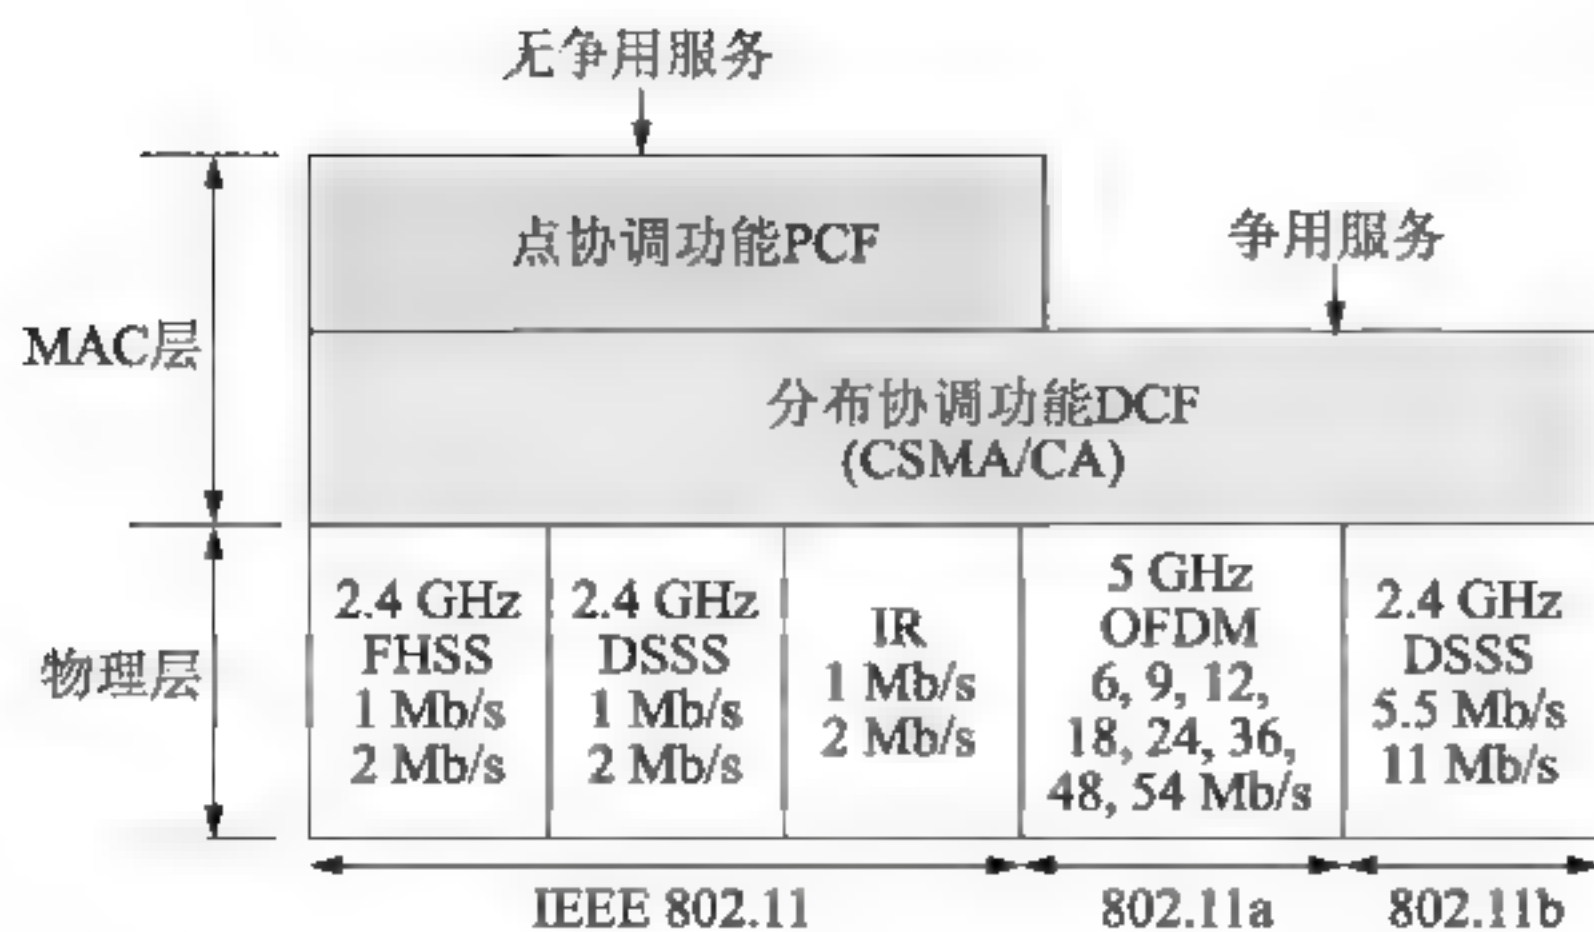 无争用服务
点协调功能PCF
争用服务
MAC层
分布协调功能DCF
(CSMA/CA)
物理层
2.4 GHz
FHSS
1 Mb/s
2 Mb/s
2.4 GHz
DSSS
1 Mb/s
2 Mb/s
IR
1 Mb/s
2 Mb/s
5 GHz
OFDM
6, 9, 12,
18, 24, 36,
48, 54 Mb/s
2.4 GHz
DSSS
5.5 Mb/s
11 Mb/s
IEEE 802.11
802.11a
802.11b